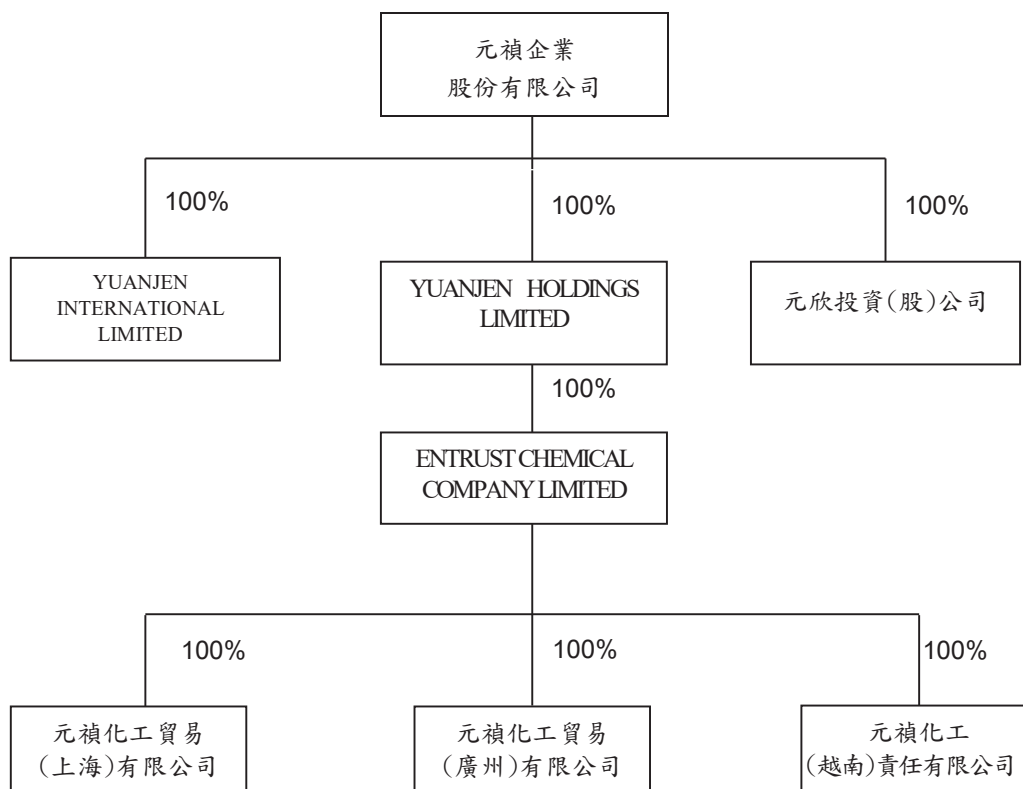 元禎企業
股份有限公司
100%
100%
100%
YUANJEN
INTERNATIONAL
LIMITED
YUANJEN HOLDINGS
LIMITED
元欣投資(股)公司
100%
ENTRUST CHEMICAL
COMPANY LIMITED
100%
100%
100%
元禎化工貿易
(上海)有限公司
元禎化工貿易
(廣州)有限公司
元禎化工
(越南)責任有限公司